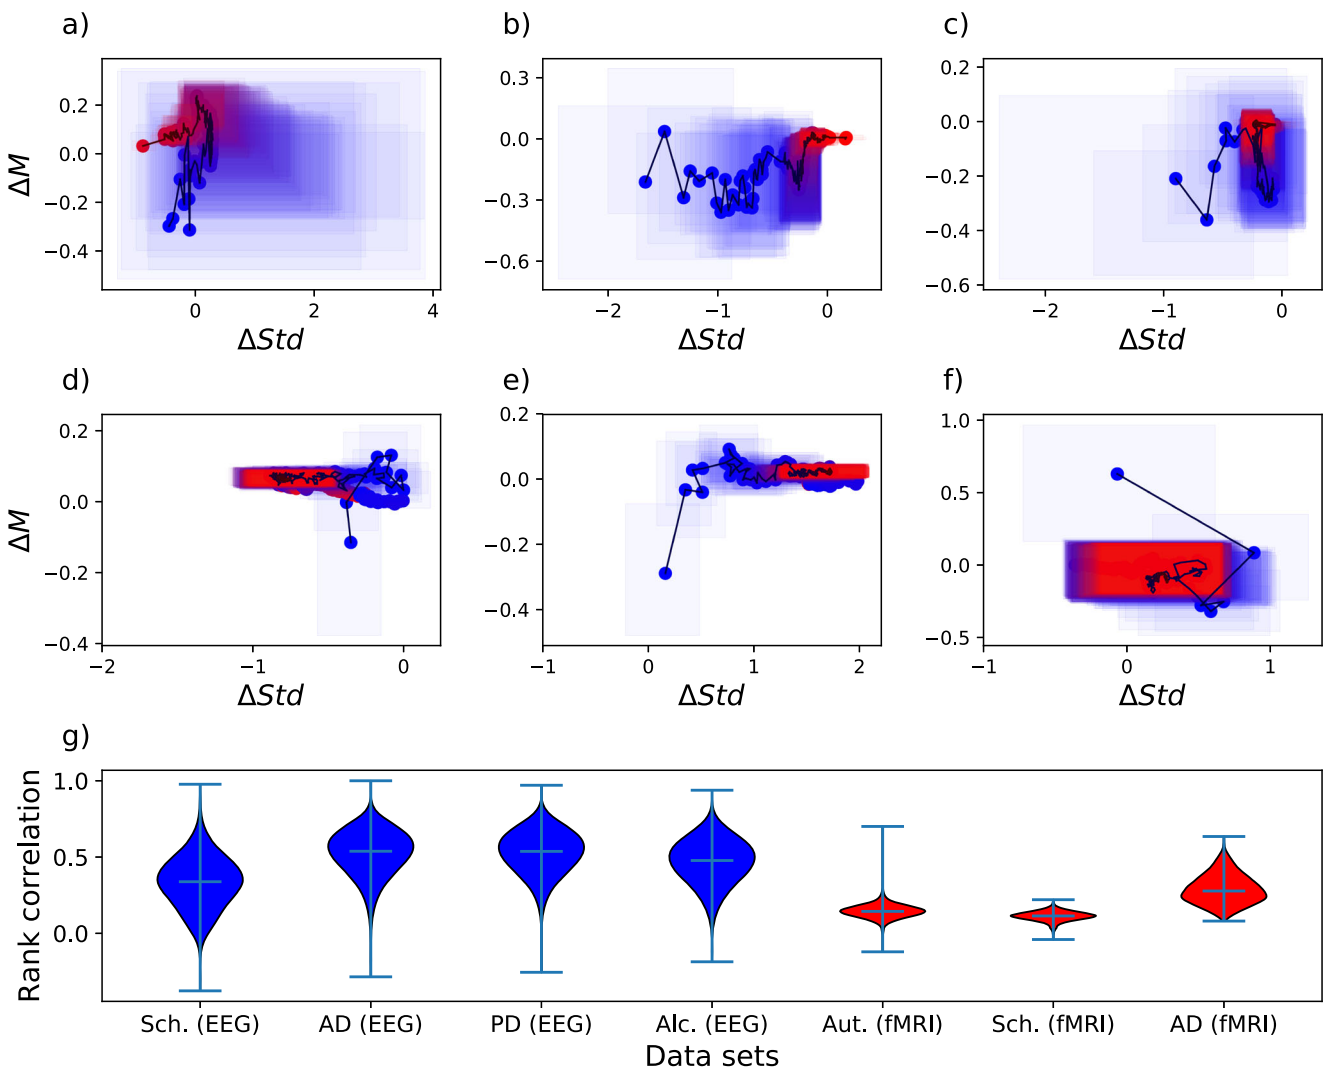 a)
b)
c)
0.2
0.0
−0.2
−0.4
ΔM
0
2
4
ΔStd
0.3
0.0
−0.3
−0.6
−2
−1
0
ΔStd
0.2
0.0
−0.2
−0.4
−0.6
−2
−1
0
ΔStd
d)
e)
f)
0.2
0.0
−0.2
−0.4
ΔM
−2
−1
0
ΔStd
0.2
0.0
−0.2
−0.4
−1
0
1
2
ΔStd
1.0
0.5
0.0
−0.5
−1
0
1
ΔStd
g)
Rank correlation
1.0
0.5
0.0
Sch. (EEG)
AD (EEG)
PD (EEG)
Alc. (EEG)
Aut. (fMRI)
Sch. (fMRI)
AD (fMRI)
Data sets